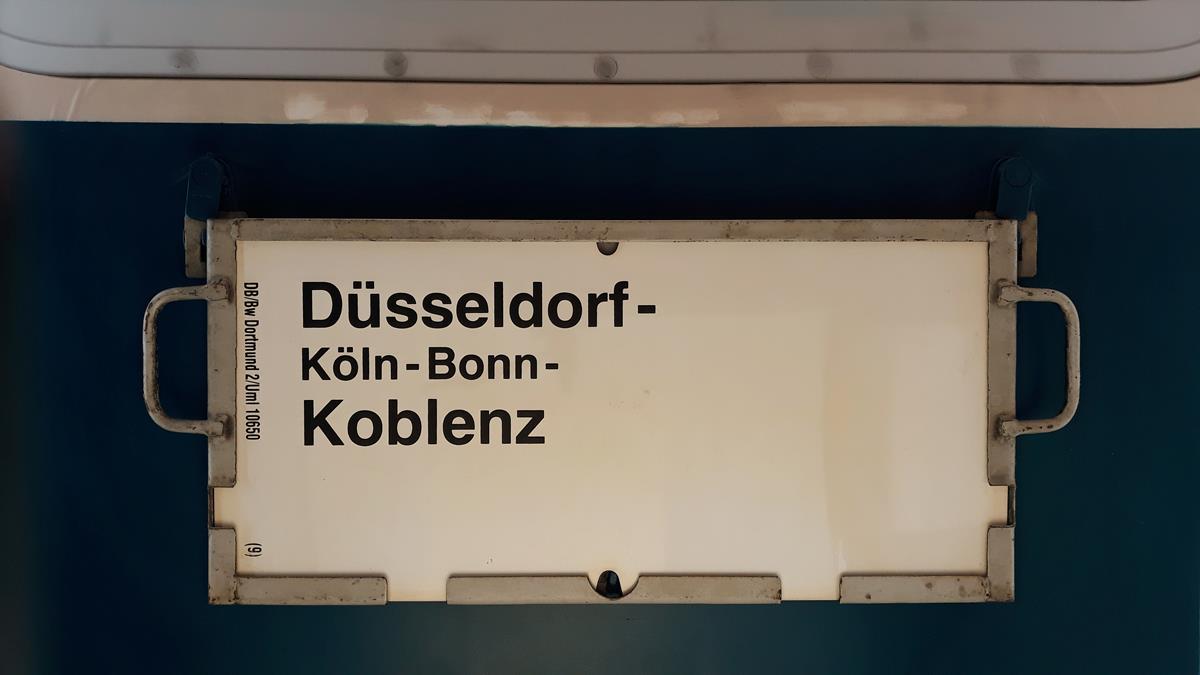 Düsseldorf-
Köln-Bonn-
Koblenz
DB/Bw Dortmund 2/Uml 10650
(9)